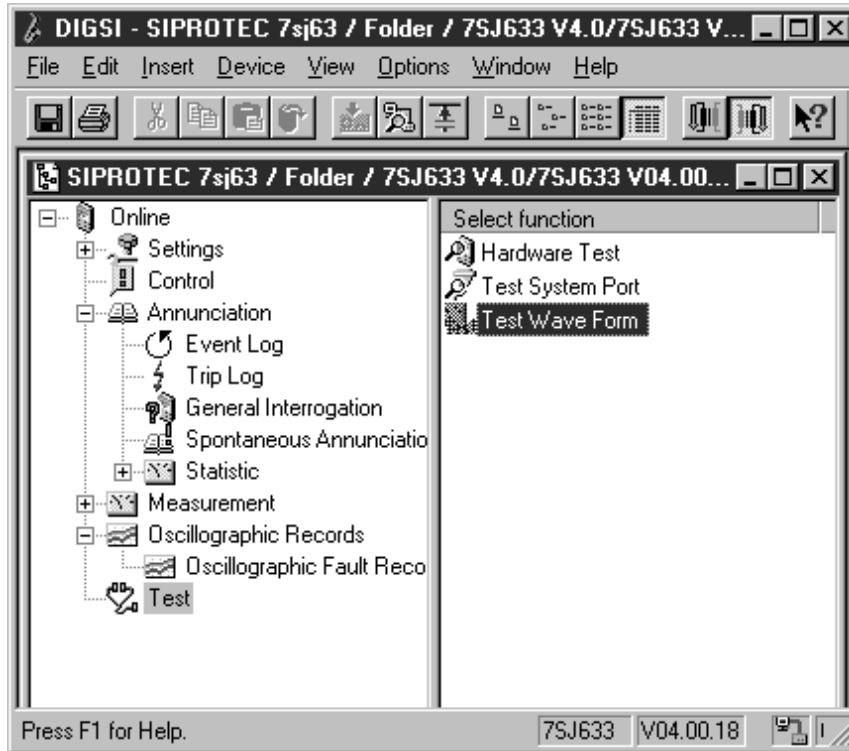 DIGSI - SIPROTEC 7sj63 / Folder / 7SJ633 V4.0/7SJ633 V...
File Edit Insert Device View Options Window Help
SIPROTEC 7sj63 / Folder / 7SJ633 V4.0/7SJ633 V04.00...
Online
Settings
Control
Annunciation
Event Log
Trip Log
General Interrogation
Spontaneous Annunciatio
Statistic
Measurement
Oscillographic Records
Oscillographic Fault Reco
Test
Select function
Hardware Test
Test System Port
Test Wave Form
Press F1 for Help.
7SJ633 V04.00.18